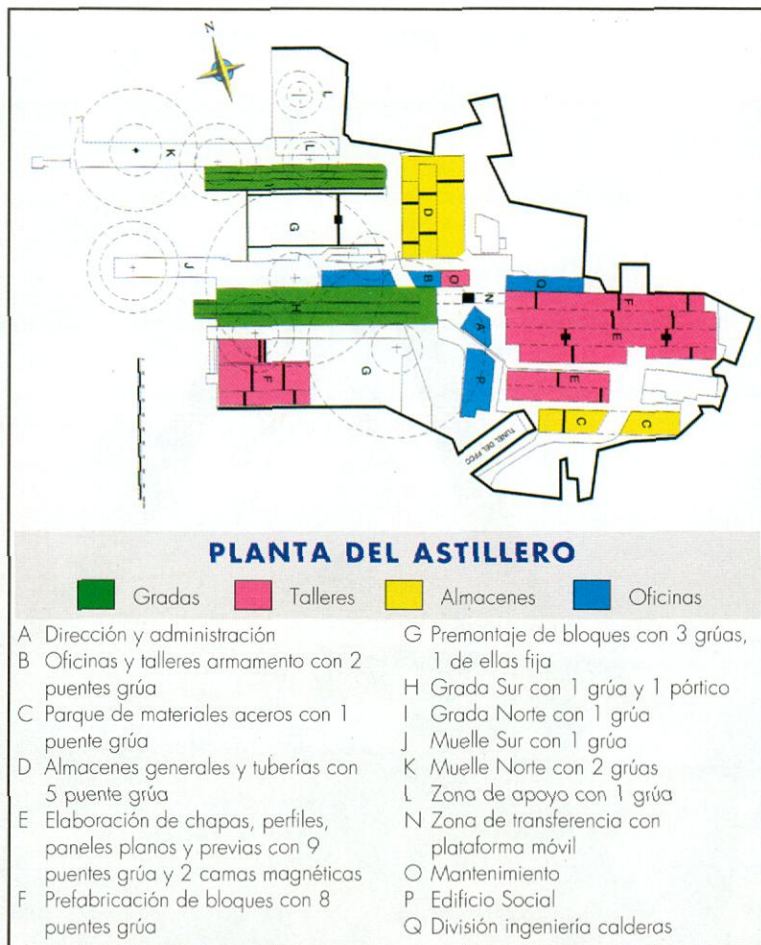 N
L
L
K
I
D
G
J
B
O
Q
N
F
H
A
E
F
G
P
E
C
C
TUNEL DEL FFCC
PLANTA DEL ASTILLERO
Gradas
Talleres
Almacenes
Oficinas
A Dirección y administración
B Oficinas y talleres armamento con 2
puentes grúa
C Parque de materiales aceros con 1
puente grúa
D Almacenes generales y tuberías con
5 puente grúa
E Elaboración de chapas, perfiles,
paneles planos y previas con 9
puentes grúa y 2 camas magnéticas
F Prefabricación de bloques con 8
puentes grúa
G Premontaje de bloques con 3 grúas,
1 de ellas fija
H Grada Sur con 1 grúa y 1 pórtico
I Grada Norte con 1 grúa
J Muelle Sur con 1 grúa
K Muelle Norte con 2 grúas
L Zona de apoyo con 1 grúa
N Zona de transferencia con
plataforma móvil
O Mantenimiento
P Edificio Social
Q División ingeniería calderas